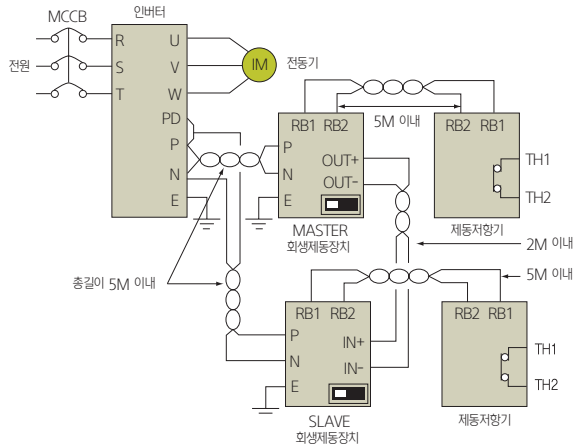 MCCB
인버터
전원
R
S
T
U
V
W
IM
전동기
PD
P
N
E
P
N
E
RB1 RB2
OUT+
OUT-
MASTER
회생제동장치
5M 이내
RB2 RB1
TH1
TH2
제동저항기
2M 이내
5M 이내
총길이 5M 이내
RB1 RB2
P
N
E
IN+
IN-
SLAVE
회생제동장치
RB2 RB1
TH1
TH2
제동저항기